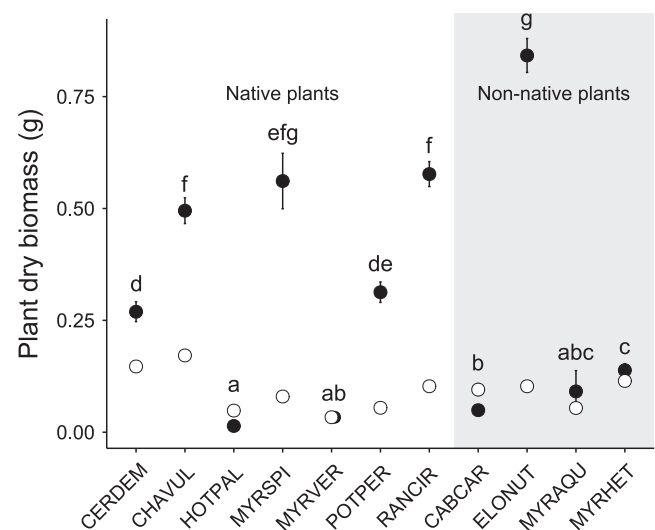 g
Native plants
Non-native plants
efg
f
f
de
d
a
ab
b
abc
c
Plant dry biomass (g)
0.75
0.50
0.25
0.00
CERDEM
CHAVUL
HOTPAL
MYRSPI
MYRVER
POTPER
RANCIR
CABCAR
ELONUT
MYRAQU
MYRHET